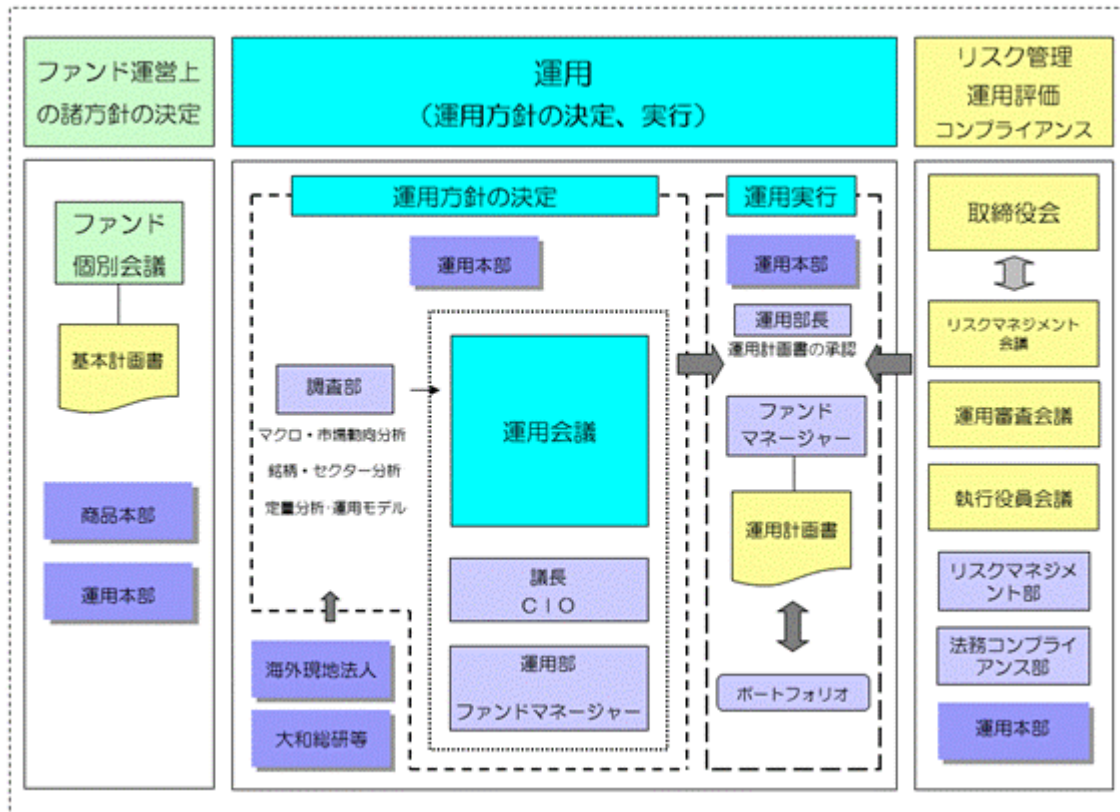 ファンド運営上
の諸方針の決定
運用
（運用方針の決定、実行）
リスク管理
運用評価
コンプライアンス
ファンド
個別会議
基本計画書
商品本部
運用本部
運用方針の決定
運用本部
調査部
マクロ・市場動向分析
銘柄・セクター分析
定量分析・運用モデル
海外現地法人
大和総研等
運用会議
議長
ＣＩＯ
運用部
ファンドマネージャー
運用実行
運用本部
運用部長
運用計画書の承認
ファンド
マネージャー
運用計画書
ポートフォリオ
取締役会
リスクマネジメント
会議
運用審査会議
執行役員会議
リスクマネジメ
ント部
法務コンプライ
アンス部
運用本部